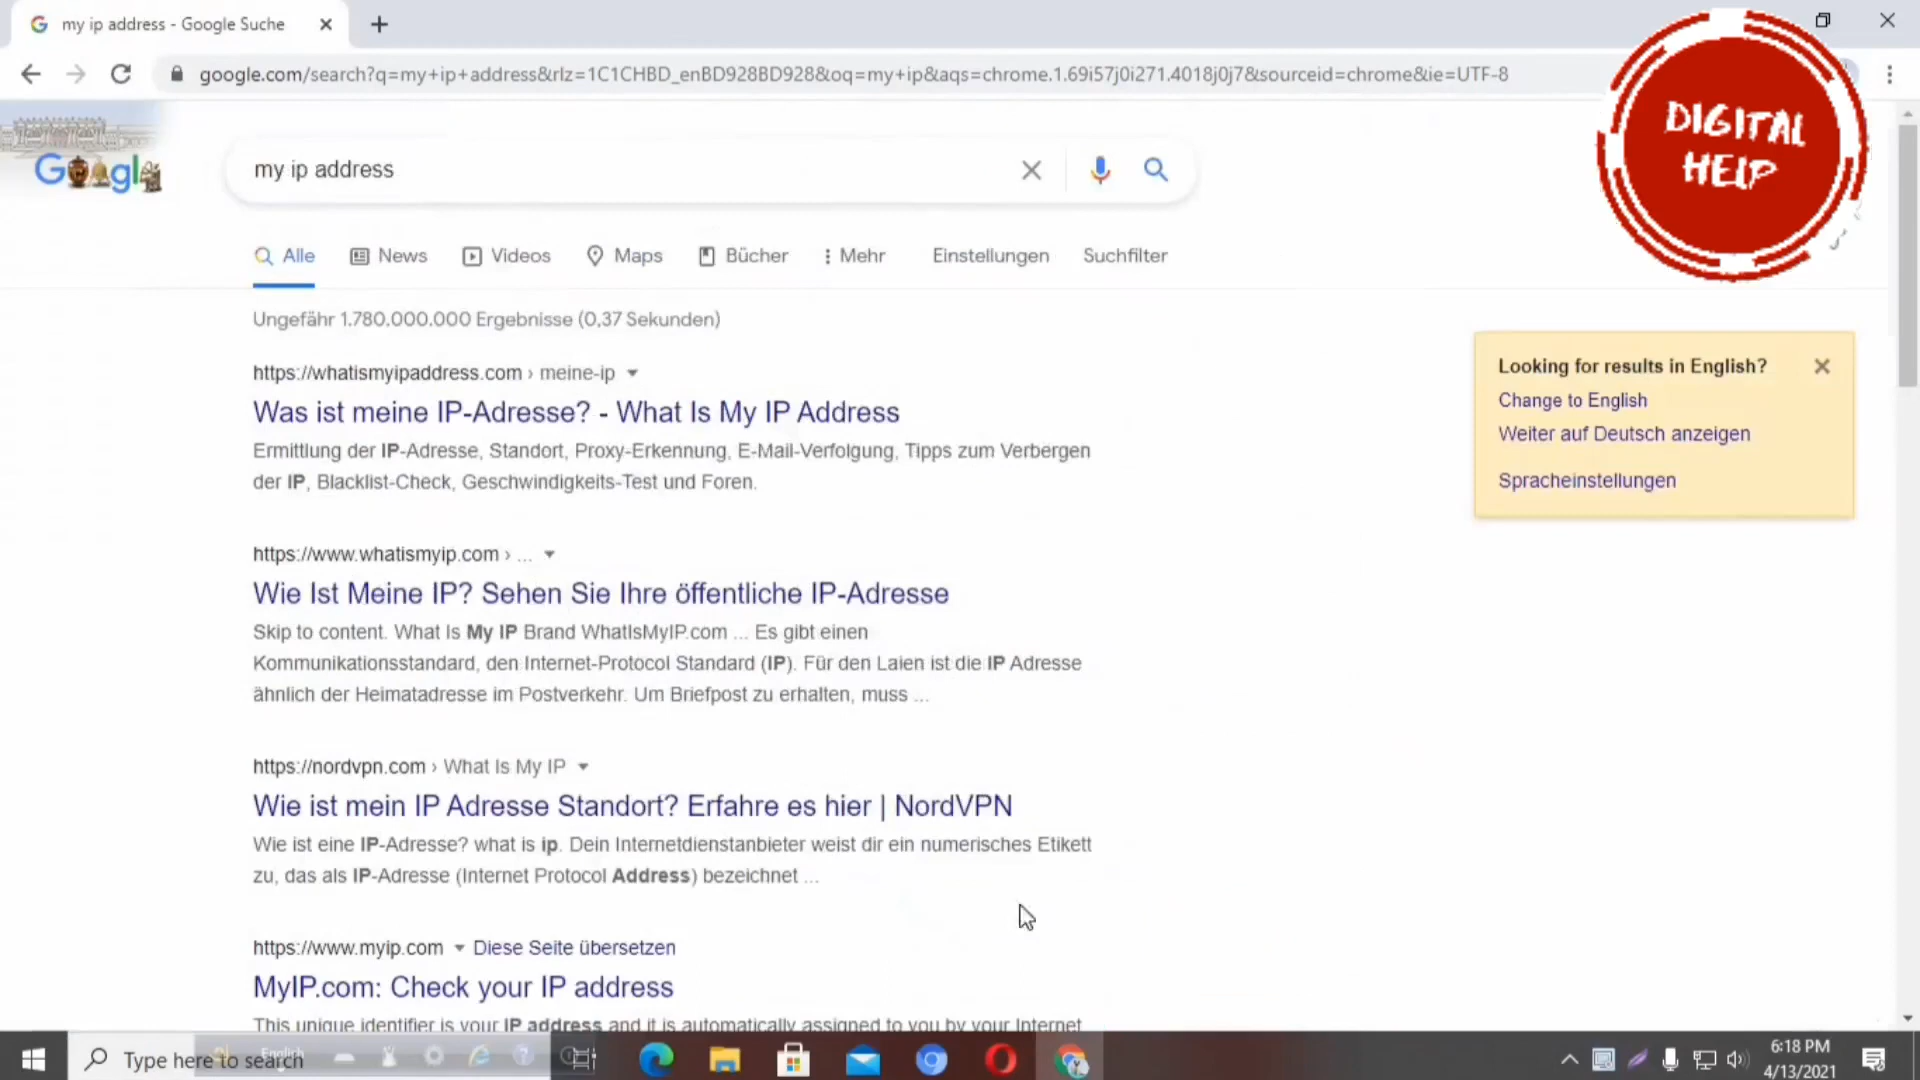 my ip address - Google Suche
google.com/search?q=my+ip+address&rlz=1C1CHBD_enBD928BD928&oq=my+ip&aqs=chrome.1.69i57j0i271.4018j0j7&sourceid=chrome&ie=UTF-8
DIGITAL
HELP
Googl
my ip address
Alle News Videos Maps Bücher Mehr Einstellungen Suchfilter
Ungefähr 1.780.000.000 Ergebnisse (0,37 Sekunden)
https://whatismyipaddress.com › meine-ip
Was ist meine IP-Adresse? - What Is My IP Address
Ermittlung der IP-Adresse, Standort, Proxy-Erkennung, E-Mail-Verfolgung, Tipps zum Verbergen
der IP, Blacklist-Check, Geschwindigkeits-Test und Foren.
Looking for results in English?
Change to English
Weiter auf Deutsch anzeigen
Spracheinstellungen
https://www.whatismyip.com › ...
Wie Ist Meine IP? Sehen Sie Ihre öffentliche IP-Adresse
Skip to content. What Is My IP Brand WhatIsMyIP.com ... Es gibt einen
Kommunikationsstandard, den Internet-Protocol Standard (IP). Für den Laien ist die IP Adresse
ähnlich der Heimatadresse im Postverkehr. Um Briefpost zu erhalten, muss ...
https://nordvpn.com › What Is My IP
Wie ist mein IP Adresse Standort? Erfahre es hier | NordVPN
Wie ist eine IP-Adresse? what is ip. Dein Internetdienstanbieter weist dir ein numerisches Etikett
zu, das als IP-Adresse (Internet Protocol Address) bezeichnet ...
https://www.myip.com Diese Seite übersetzen
MyIP.com: Check your IP address
This unique identifier is your IP address and it is automatically assigned to you by your Internet
Type here to search
English
6:18 PM
4/13/2021